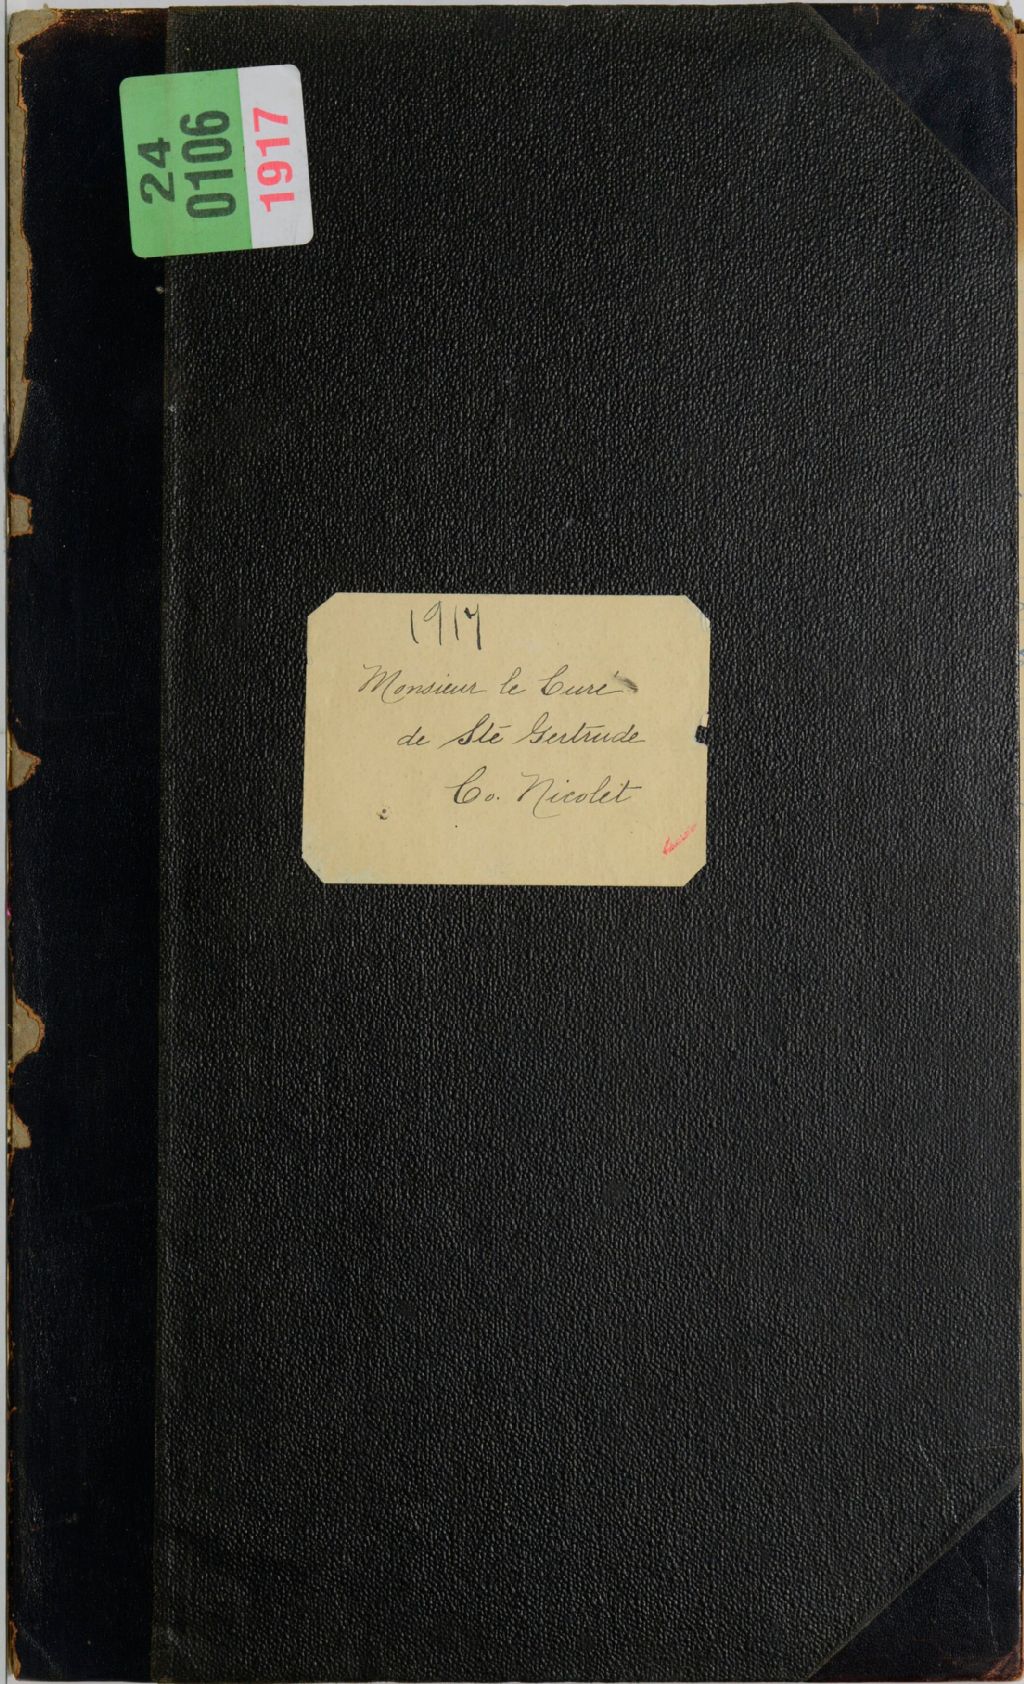 24
0106
1917
1917
Monsieur le Curé
de Ste Gertrude
Co. Nicolet